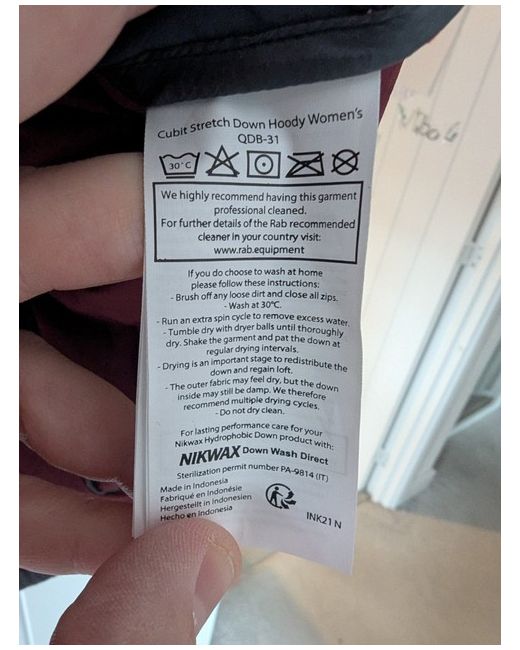 Cubit Stretch Down Hoody Women's
QDB-31
30°C
We highly recommend having this garment
professional cleaned.
For further details of the Rab recommended
cleaner in your country visit:
www.rab.equipment
If you do choose to wash at home
please follow these instructions:
- Brush off any loose dirt and close all zips.
- Wash at 30°C.
- Run an extra spin cycle to remove excess water.
- Tumble dry with dryer balls until thoroughly
dry. Shake the garment and pat the down at
regular drying intervals.
- Drying is an important stage to redistribute the
down and regain loft.
- The outer fabric may feel dry, but the down
inside may still be damp. We therefore
recommend multiple drying cycles.
- Do not dry clean.
For lasting performance care for your
Nikwax Hydrophobic Down product with:
NIKWAX Down Wash Direct
Sterilization permit number PA-9814 (IT)
Made in Indonesia
Fabriqué en Indonésie
Hergestellt in Indonesien
Hecho en Indonesia
INK21 N